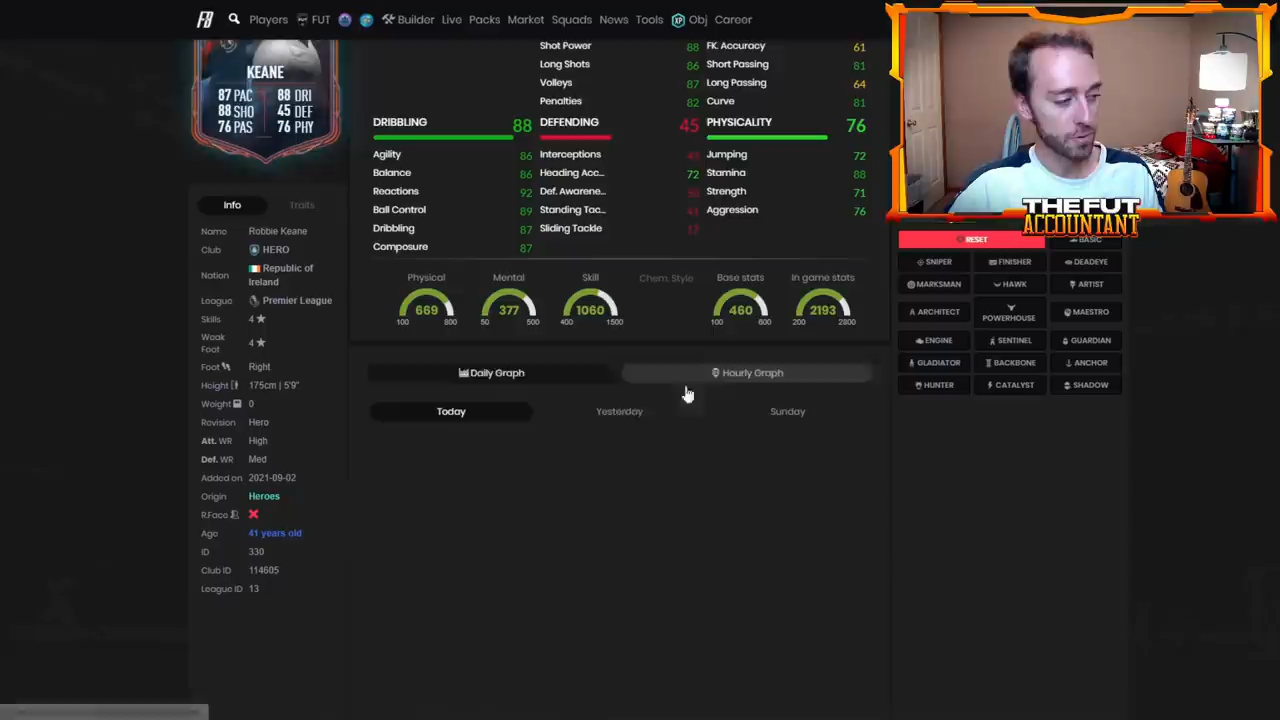 FB Players FUT Builder Live Packs Market Squads News Tools XP Obj Career
KEANE
87 PAC 88 DRI
88 SHO 45 DEF
76 PAS 76 PHY
Shot Power 88 FK. Accuracy 61
Long Shots 86 Short Passing 81
Volleys 87 Long Passing 64
Penalties 82 Curve 81
DRIBBLING 88 DEFENDING 45 PHYSICALITY 76
Agility 86 Interceptions Jumping 72
Balance 86 Heading Acc... 72 Stamina 88
Reactions 92 Def. Awarene... Strength 71
Ball Control 89 Standing Tac... Aggression 76
Dribbling 87 Sliding Tackle
Composure 87
Physical Mental Skill Chem. Style Base stats In game stats
669 377 1060 460 2193
100 800 50 500 400 1500 100 600 200 2800
Daily Graph Hourly Graph
Today Yesterday Sunday
Info Traits
Name Robbie Keane
Club HERO
Nation Republic of Ireland
League Premier League
Skills 4
Weak Foot 4
Foot Right
Height 175cm | 5'9"
Weight 0
Revision Hero
Att. WR High
Def. WR Med
Added on 2021-09-02
Origin Heroes
R.Face
Age 41 years old
ID 330
Club ID 114605
League ID 13
THE FUT
ACCOUNTANT
RESET BASIC
SNIPER FINISHER DEADEYE
MARKSMAN HAWK ARTIST
ARCHITECT POWERHOUSE MAESTRO
ENGINE SENTINEL GUARDIAN
GLADIATOR BACKBONE ANCHOR
HUNTER CATALYST SHADOW